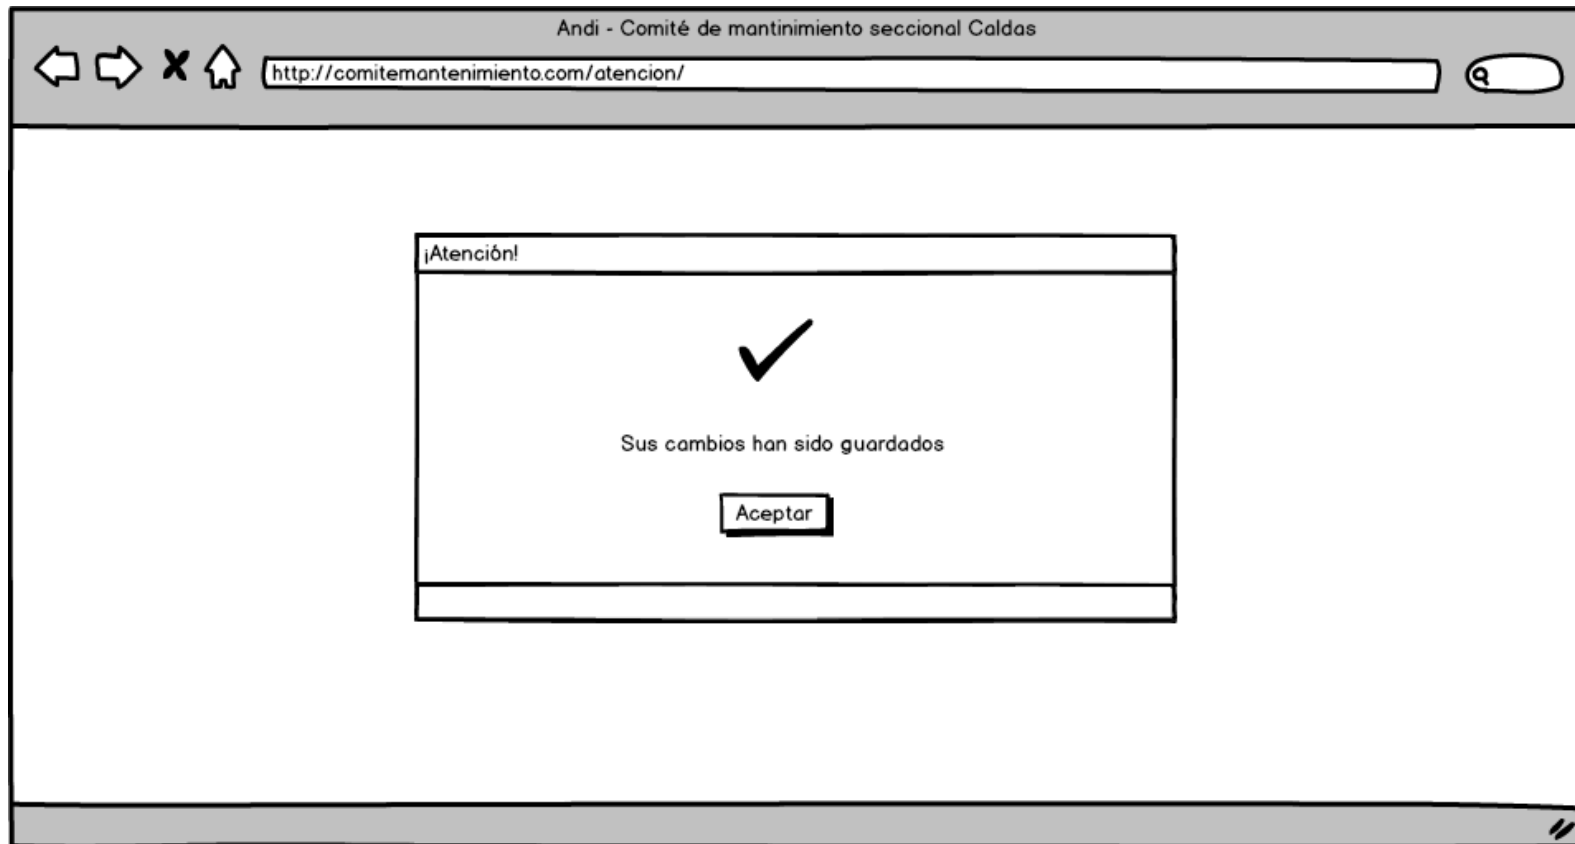 Andi - Comité de mantinimiento seccional Caldas
http://comitemantenimiento.com/atencion/
¡Atención!
Sus cambios han sido guardados
Aceptar